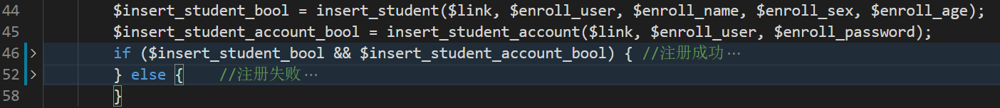 44 $insert_student_bool = insert_student($link, $enroll_user, $enroll_name, $enroll_sex, $enroll_age);
45 $insert_student_account_bool = insert_student_account($link, $enroll_user, $enroll_password);
46 if ($insert_student_bool && $insert_student_account_bool) { //注册成功…
52 } else { //注册失败…
58 }